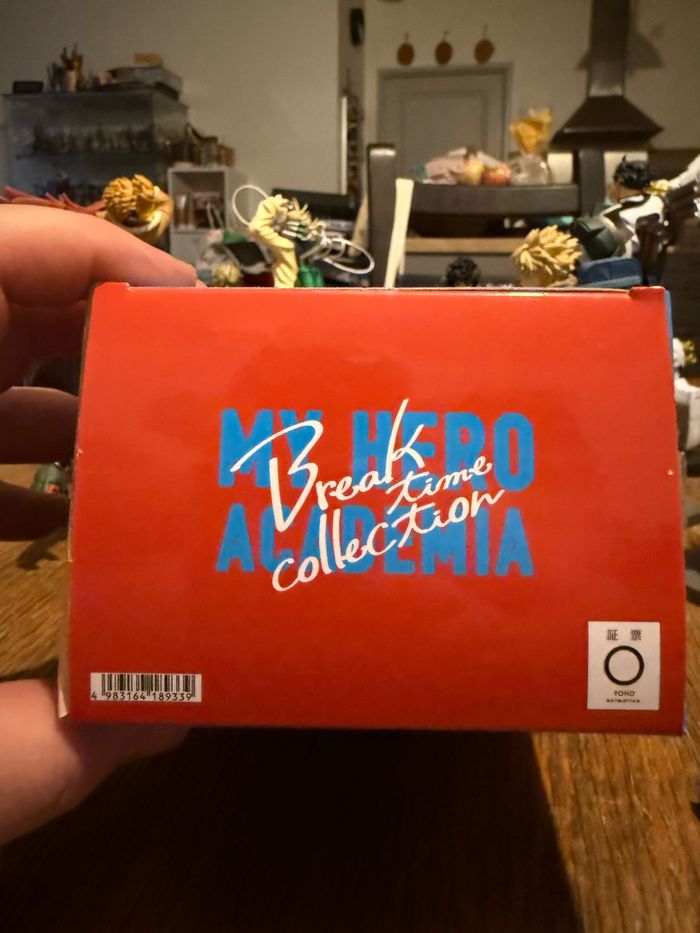 MY HERO
ACADEMIA
Break
time
collection
証 票
TOHO
4 983164 189339